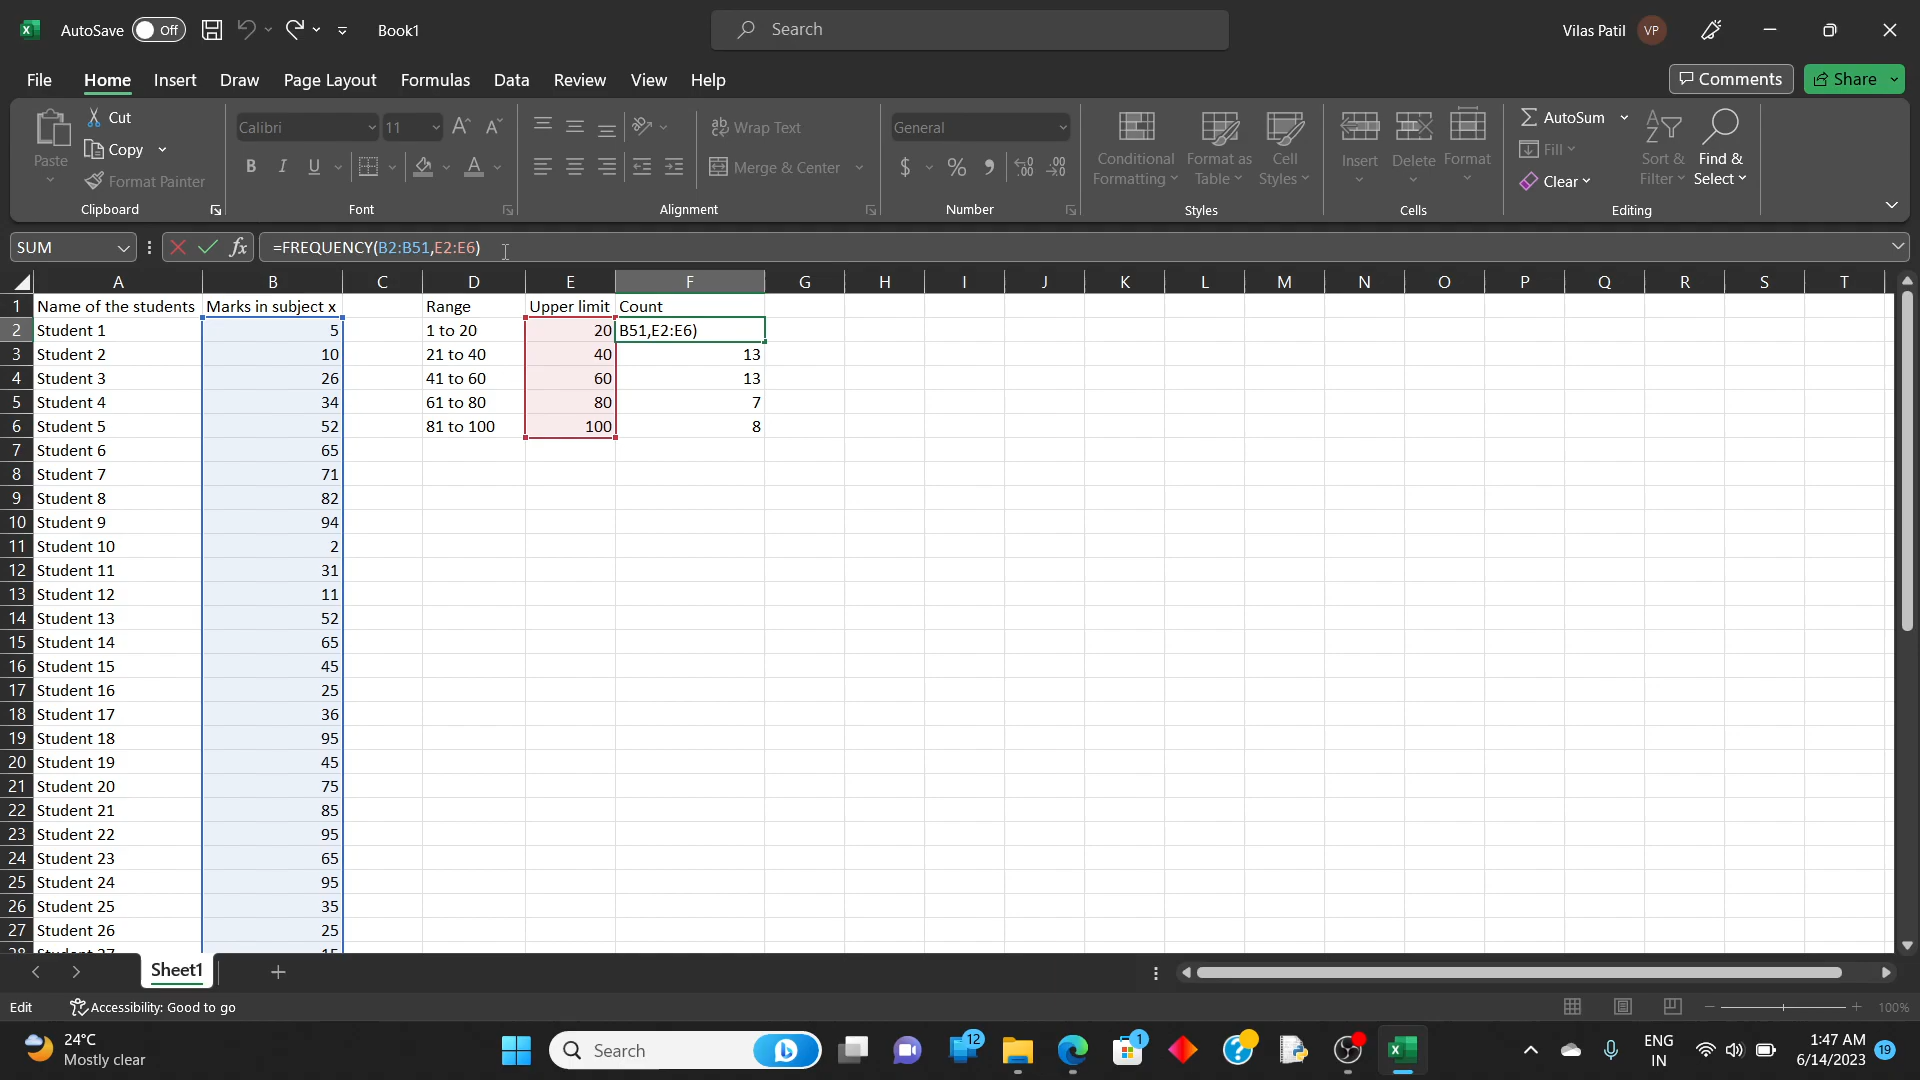 AutoSave Off Book1 Search Vilas Patil VP
File Home Insert Draw Page Layout Formulas Data Review View Help Comments Share
Paste Cut Copy Format Painter Clipboard
Calibri 11 B I U A Font
Wrap Text Merge & Center Alignment
General $ % Number
Conditional Formatting Format as Table Cell Styles Styles
Insert Delete Format Cells
AutoSum Fill Clear Sort & Filter Find & Select Editing
SUM fx =FREQUENCY(B2:B51,E2:E6)
A B C D E F G H I J K L M N O P Q R S T
1 Name of the students Marks in subject x Range Upper limit Count
2 Student 1 5 1 to 20 20 B51,E2:E6)
3 Student 2 10 21 to 40 40 13
4 Student 3 26 41 to 60 60 13
5 Student 4 34 61 to 80 80 7
6 Student 5 52 81 to 100 100 8
7 Student 6 65
8 Student 7 71
9 Student 8 82
10 Student 9 94
11 Student 10 2
12 Student 11 31
13 Student 12 11
14 Student 13 52
15 Student 14 65
16 Student 15 45
17 Student 16 25
18 Student 17 36
19 Student 18 95
20 Student 19 45
21 Student 20 75
22 Student 21 85
23 Student 22 95
24 Student 23 65
25 Student 24 95
26 Student 25 35
27 Student 26 25
Sheet1
Edit Accessibility: Good to go 100%
24°C Mostly clear Search 12 1 ENG IN 1:47 AM 6/14/2023 19